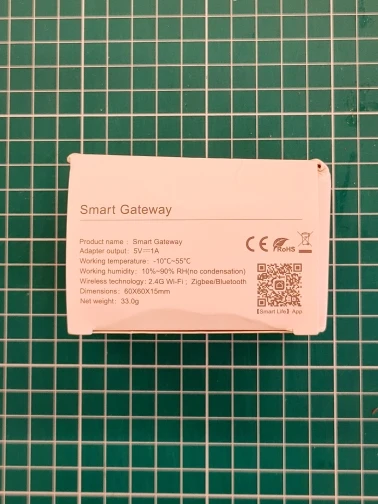 Smart Gateway
Product name : Smart Gateway
Adapter output : 5V⎓1A
Working temperature : -10℃~55℃
Working humidity : 10%~90% RH(no condensation)
Wireless technology : 2.4G Wi-Fi ; Zigbee/Bluetooth
Dimensions : 60X60X15mm
Net weight : 33.0g
CE RoHS
【Smart Life】App